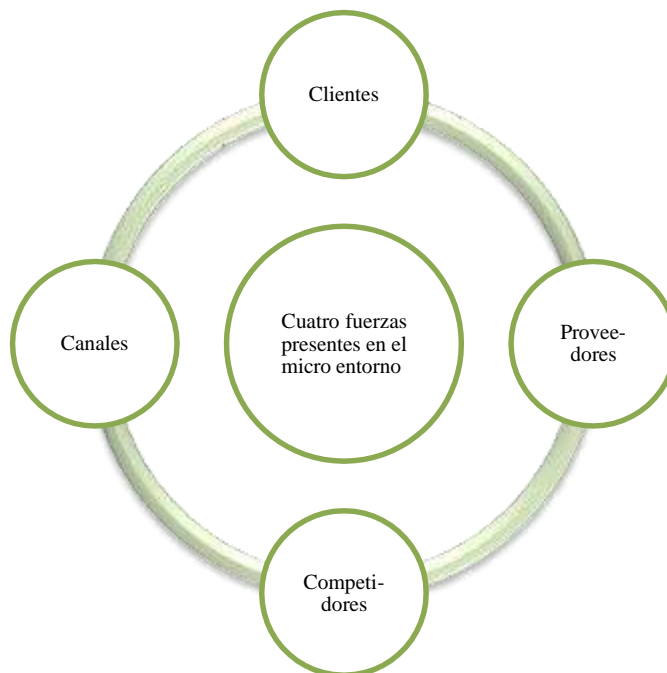 Clientes
Cuatro fuerzas
presentes en el
micro entorno
Canales
Provee-
dores
Competi-
dores